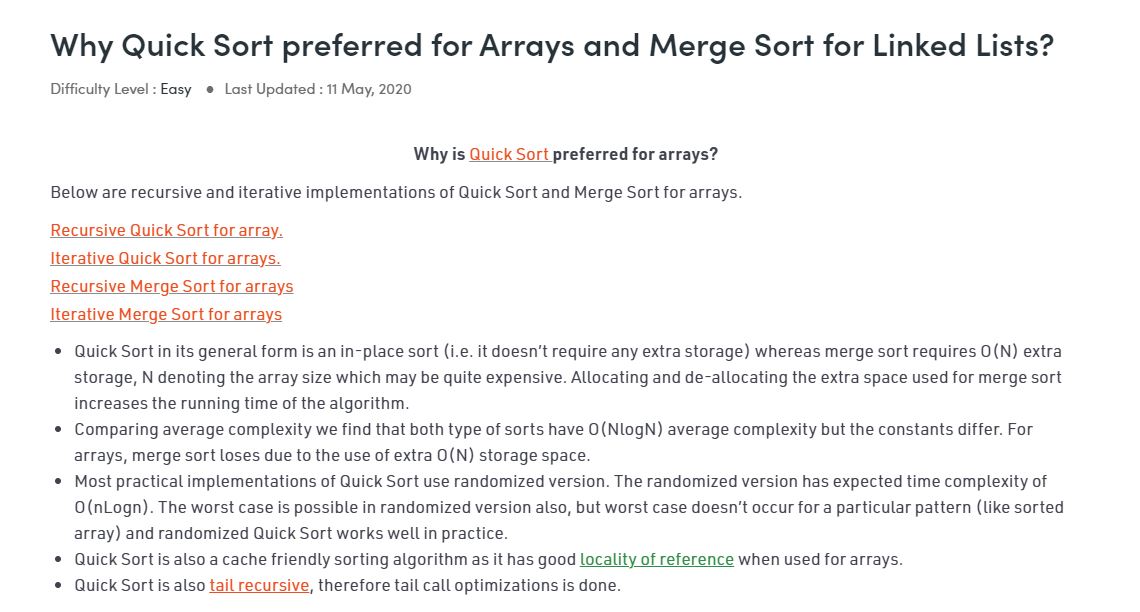 Why Quick Sort preferred for Arrays and Merge Sort for Linked Lists?
Difficulty Level : Easy ● Last Updated : 11 May, 2020
Why is Quick Sort preferred for arrays?
Below are recursive and iterative implementations of Quick Sort and Merge Sort for arrays.
Recursive Quick Sort for array.
Iterative Quick Sort for arrays.
Recursive Merge Sort for arrays
Iterative Merge Sort for arrays
• Quick Sort in its general form is an in-place sort (i.e. it doesn’t require any extra storage) whereas merge sort requires O(N) extra
storage, N denoting the array size which may be quite expensive. Allocating and de-allocating the extra space used for merge sort
increases the running time of the algorithm.
• Comparing average complexity we find that both type of sorts have O(NlogN) average complexity but the constants differ. For
arrays, merge sort loses due to the use of extra O(N) storage space.
• Most practical implementations of Quick Sort use randomized version. The randomized version has expected time complexity of
O(nLogn). The worst case is possible in randomized version also, but worst case doesn’t occur for a particular pattern (like sorted
array) and randomized Quick Sort works well in practice.
• Quick Sort is also a cache friendly sorting algorithm as it has good locality of reference when used for arrays.
• Quick Sort is also tail recursive, therefore tail call optimizations is done.